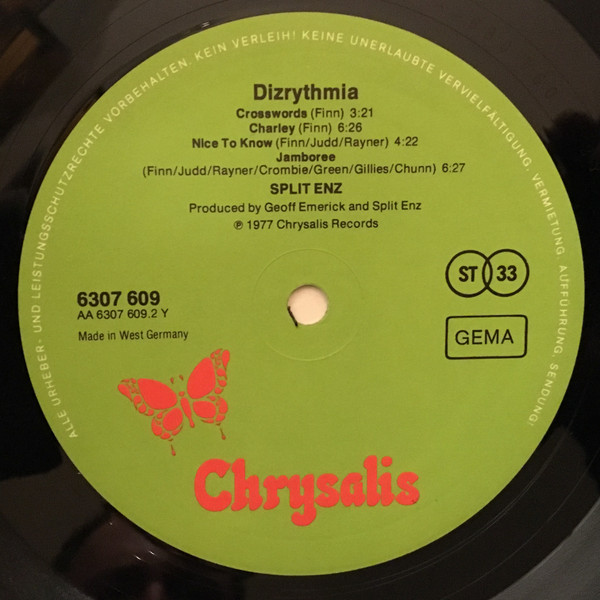 ALLE URHEBER- UND LEISTUNGSSCHUTZRECHTE VORBEHALTEN. KEIN VERLEIH! KEINE UNERLAUBTE VERVIELFÄLTIGUNG, VERMIETUNG, AUFFÜHRUNG, SENDUNG!
Dizrythmia
Crosswords (Finn) 3:21
Charley (Finn) 6:26
Nice To Know (Finn/Judd/Rayner) 4:22
Jamboree
(Finn/Judd/Rayner/Crombie/Green/Gillies/Chunn) 6:27
SPLIT ENZ
Produced by Geoff Emerick and Split Enz
℗ 1977 Chrysalis Records
ST 33
6307 609
AA 6307 609.2 Y
GEMA
Made in West Germany
Chrysalis